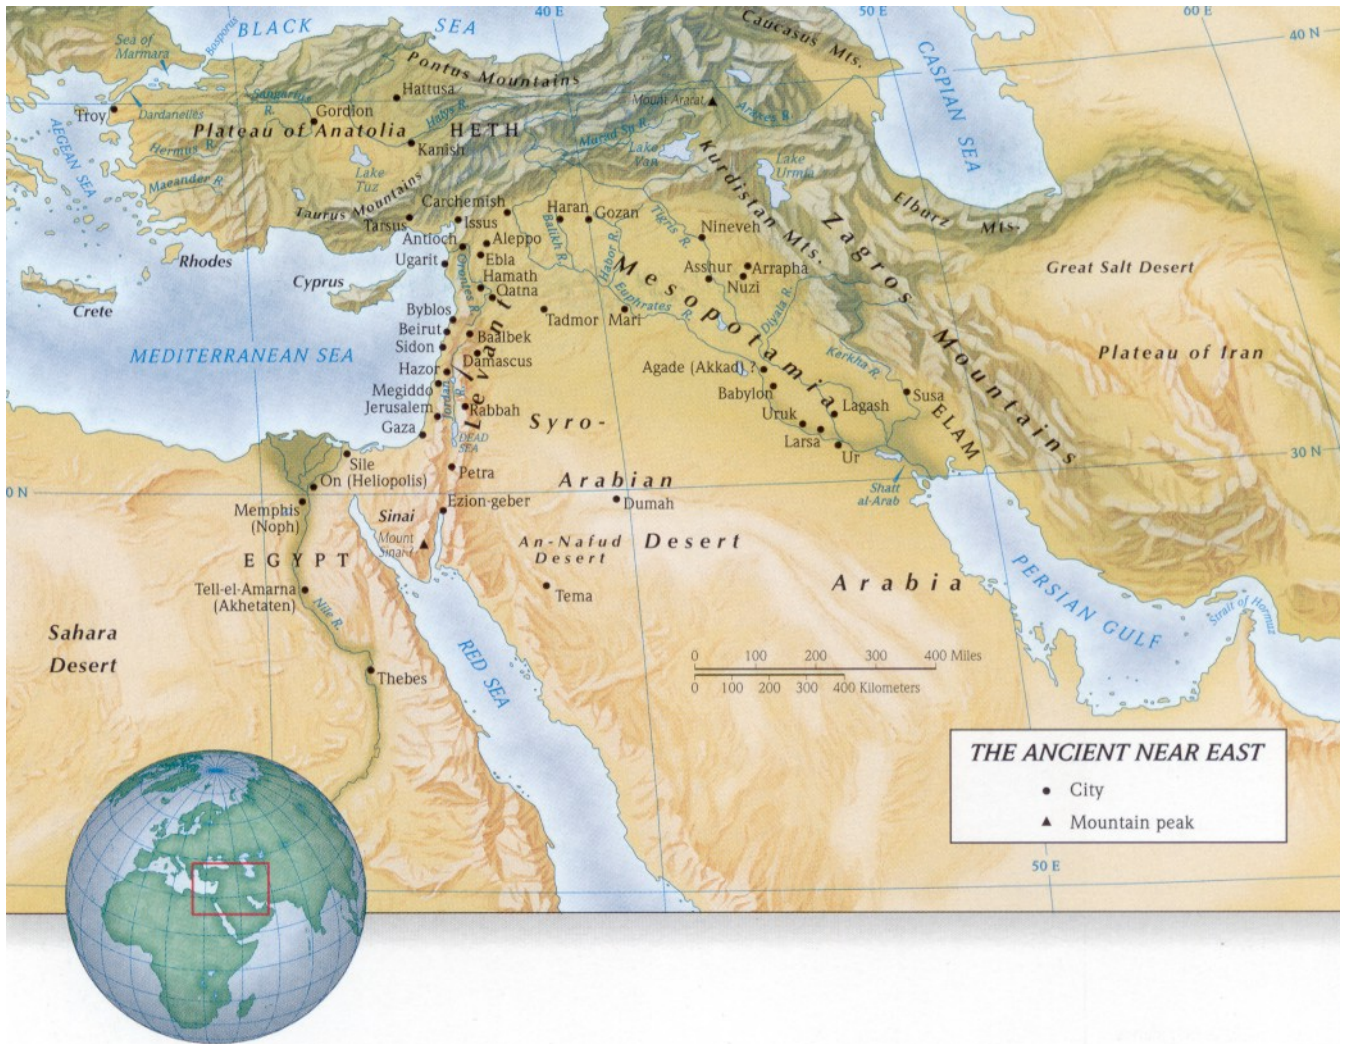 40 E
50 E
60 E
40 N
BLACK SEA
Sea of
Marmara
Bosporus
Caucasus Mts.
CASPIAN SEA
Pontus Mountains
Hattusa
Mount Ararat
Araxes R.
Troy
Dardanelles
Sangarius
R.
Gordion
Halys R.
HETH
Plateau of Anatolia
Kanish
Murad Su R.
Lake
Van
Lake
Urmia
Kurdistan Mts.
AEGEAN SEA
Hermus R.
Maeander R.
Lake
Tuz
Taurus Mountains
Tarsus
Carchemish
Issus
Haran
Gozan
Balikh R.
Habor R.
Tigris R.
Nineveh
Zagros Mountains
Elburz Mts.
Antioch
Aleppo
Ugarit
Ebla
Hamath
Qatna
Orontes R.
Asshur
Arrapha
Nuzi
Mesopotamia
Great Salt Desert
Rhodes
Cyprus
Crete
Byblos
Beirut
Sidon
Baalbek
Damascus
Levant
Tadmor
Mari
Euphrates
R.
Diyala R.
Kerkha R.
Plateau of Iran
MEDITERRANEAN SEA
Hazor
Megiddo
Jerusalem
Gaza
Jordan R.
Rabbah
DEAD
SEA
Agade (Akkad) ?
Babylon
Uruk
Lagash
Larsa
Ur
Susa
ELAM
Syro-
Arabian
Desert
30 N
Sile
On (Heliopolis)
Petra
0 N
Memphis
(Noph)
Sinai
Ezion-geber
Mount
Sinai?
Dumah
Shatt
al-Arab
An-Nafud
Desert
EGYPT
Arabia
PERSIAN GULF
Strait of Hormuz
Tell-el-Amarna
(Akhetaten)
Nile R.
Tema
Sahara
Desert
RED SEA
Thebes
0 100 200 300 400 Miles
0 100 200 300 400 Kilometers
THE ANCIENT NEAR EAST
City
Mountain peak
50 E